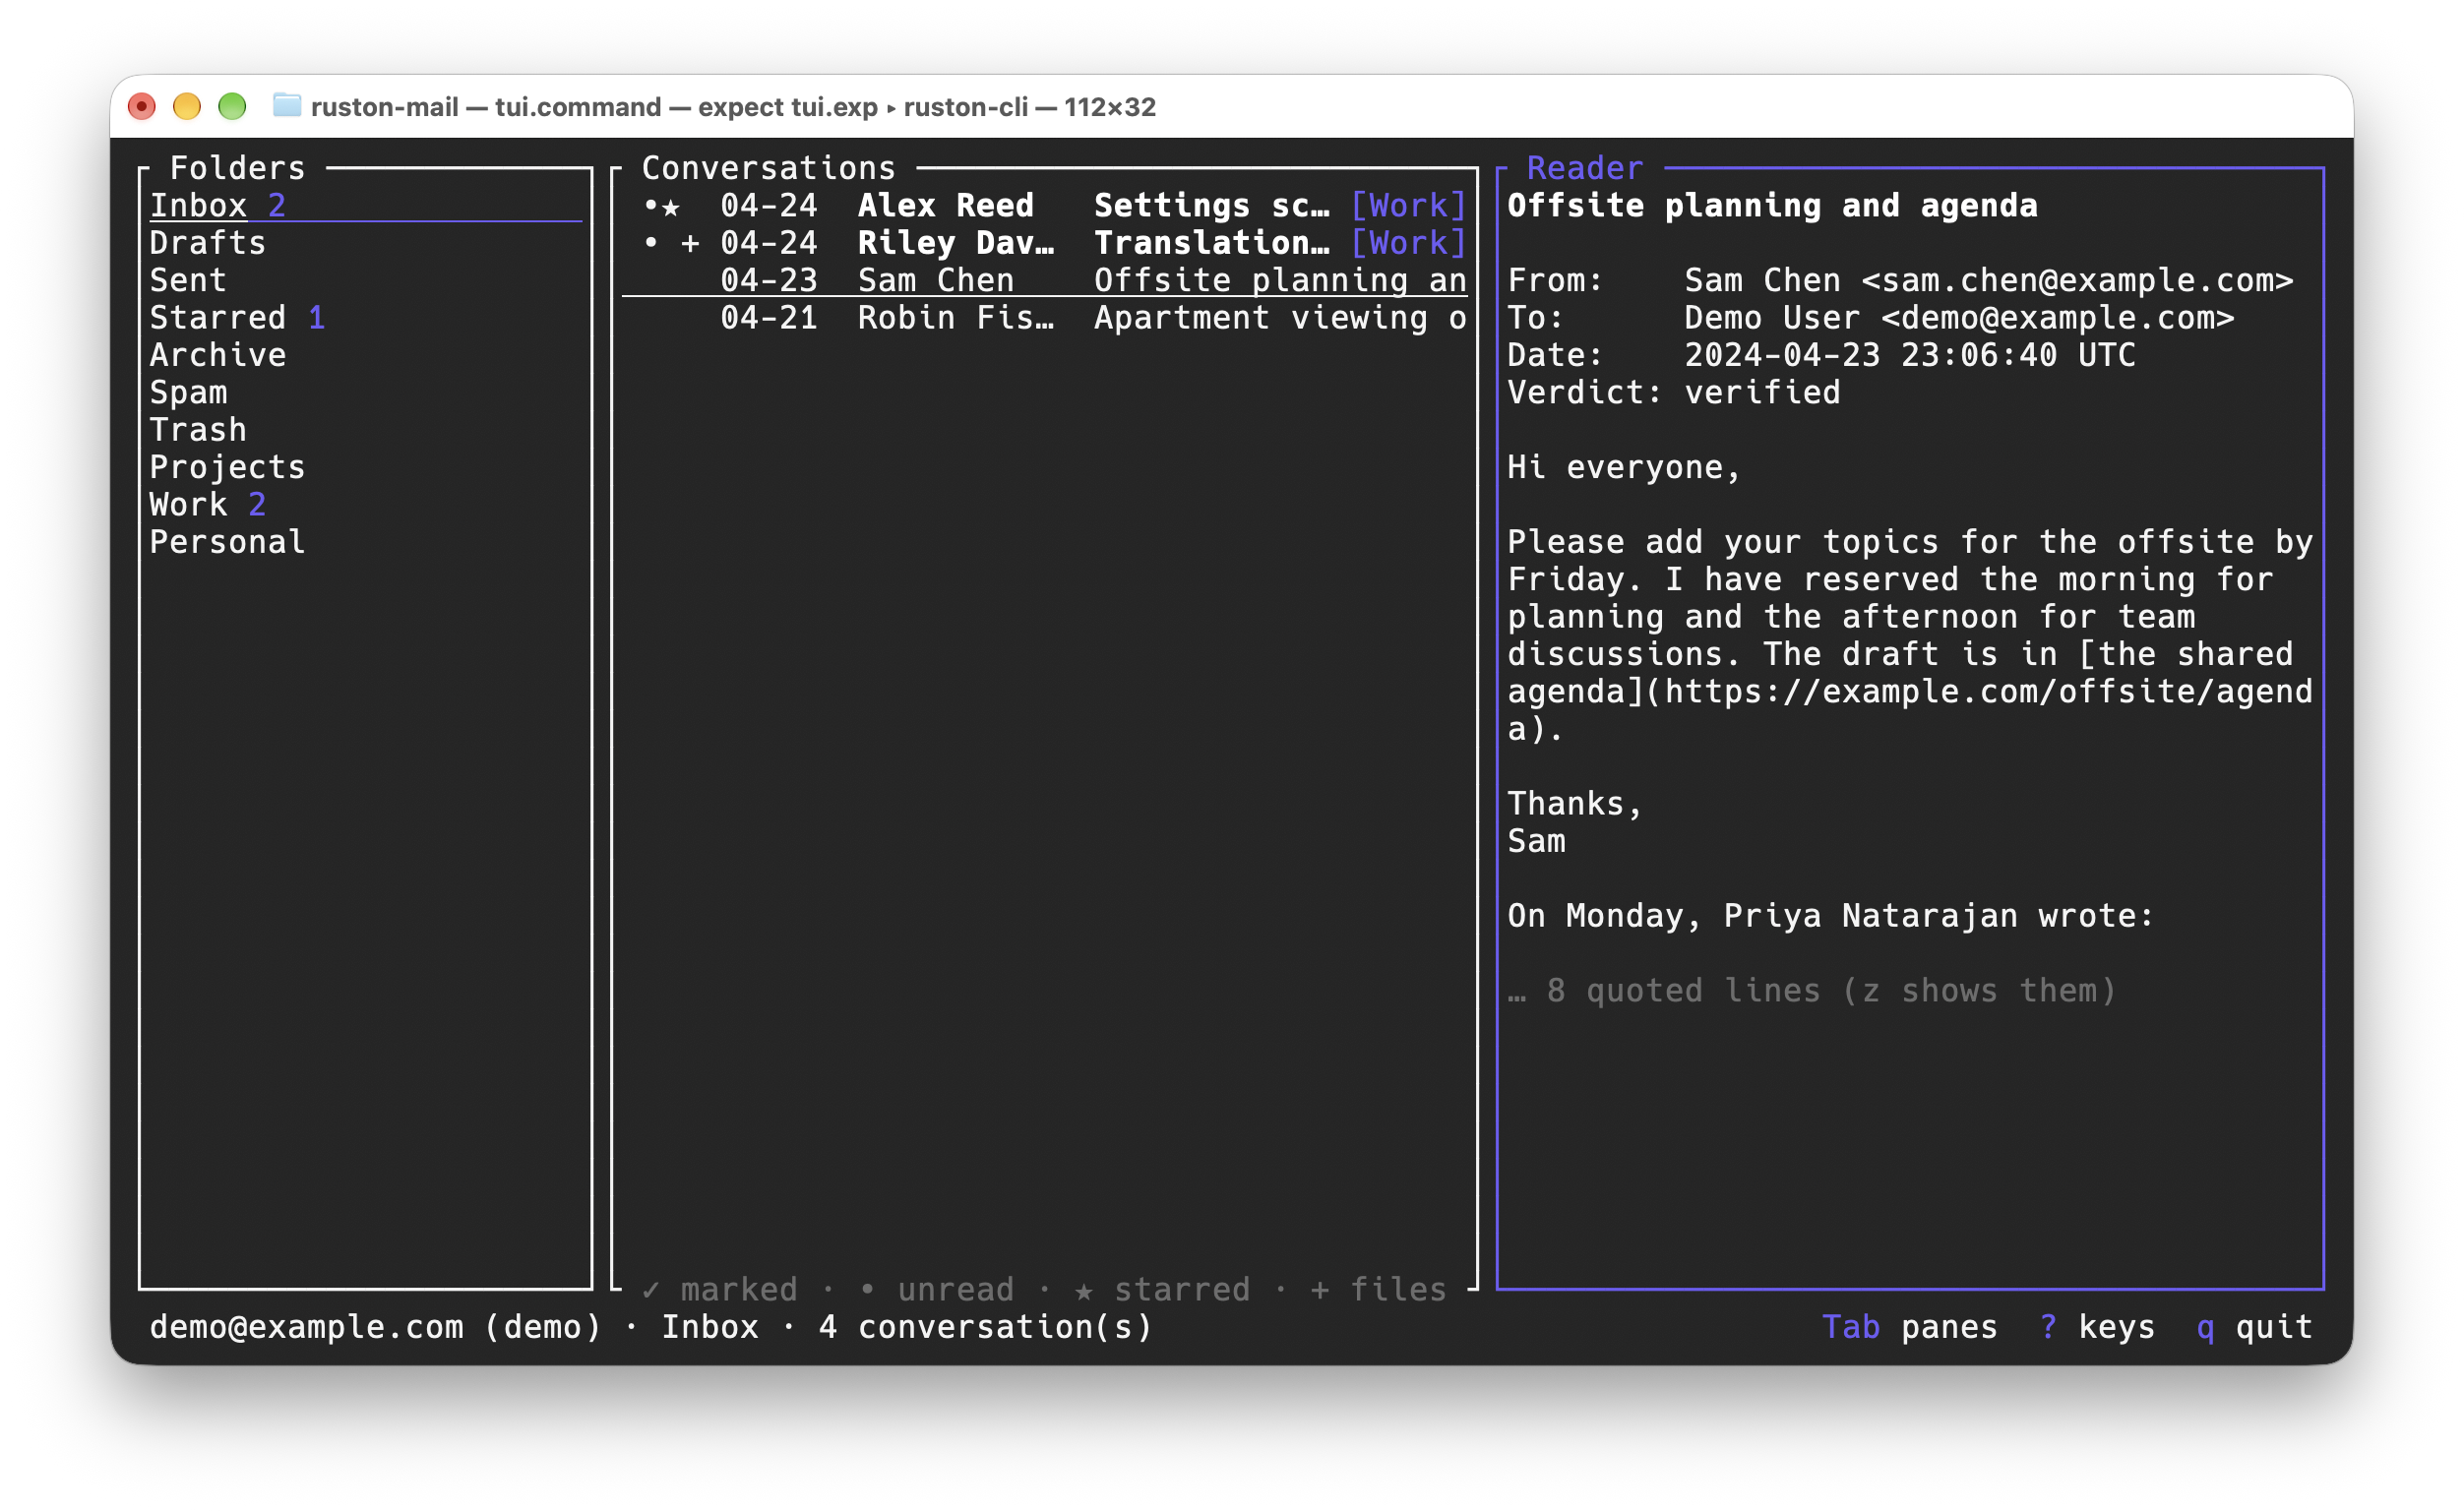 ruston-mail — tui.command — expect tui.exp ▸ ruston-cli — 112×32
Folders
Inbox 2
Drafts
Sent
Starred 1
Archive
Spam
Trash
Projects
Work 2
Personal
Conversations
•★ 04-24 Alex Reed Settings sc… [Work]
• + 04-24 Riley Dav… Translation… [Work]
04-23 Sam Chen Offsite planning an
04-21 Robin Fis… Apartment viewing o
✓ marked · • unread · ★ starred · + files
Reader
Offsite planning and agenda
From: Sam Chen <sam.chen@example.com>
To: Demo User <demo@example.com>
Date: 2024-04-23 23:06:40 UTC
Verdict: verified
Hi everyone,
Please add your topics for the offsite by
Friday. I have reserved the morning for
planning and the afternoon for team
discussions. The draft is in [the shared
agenda](https://example.com/offsite/agend
a).
Thanks,
Sam
On Monday, Priya Natarajan wrote:
… 8 quoted lines (z shows them)
demo@example.com (demo) · Inbox · 4 conversation(s)
Tab panes ? keys q quit